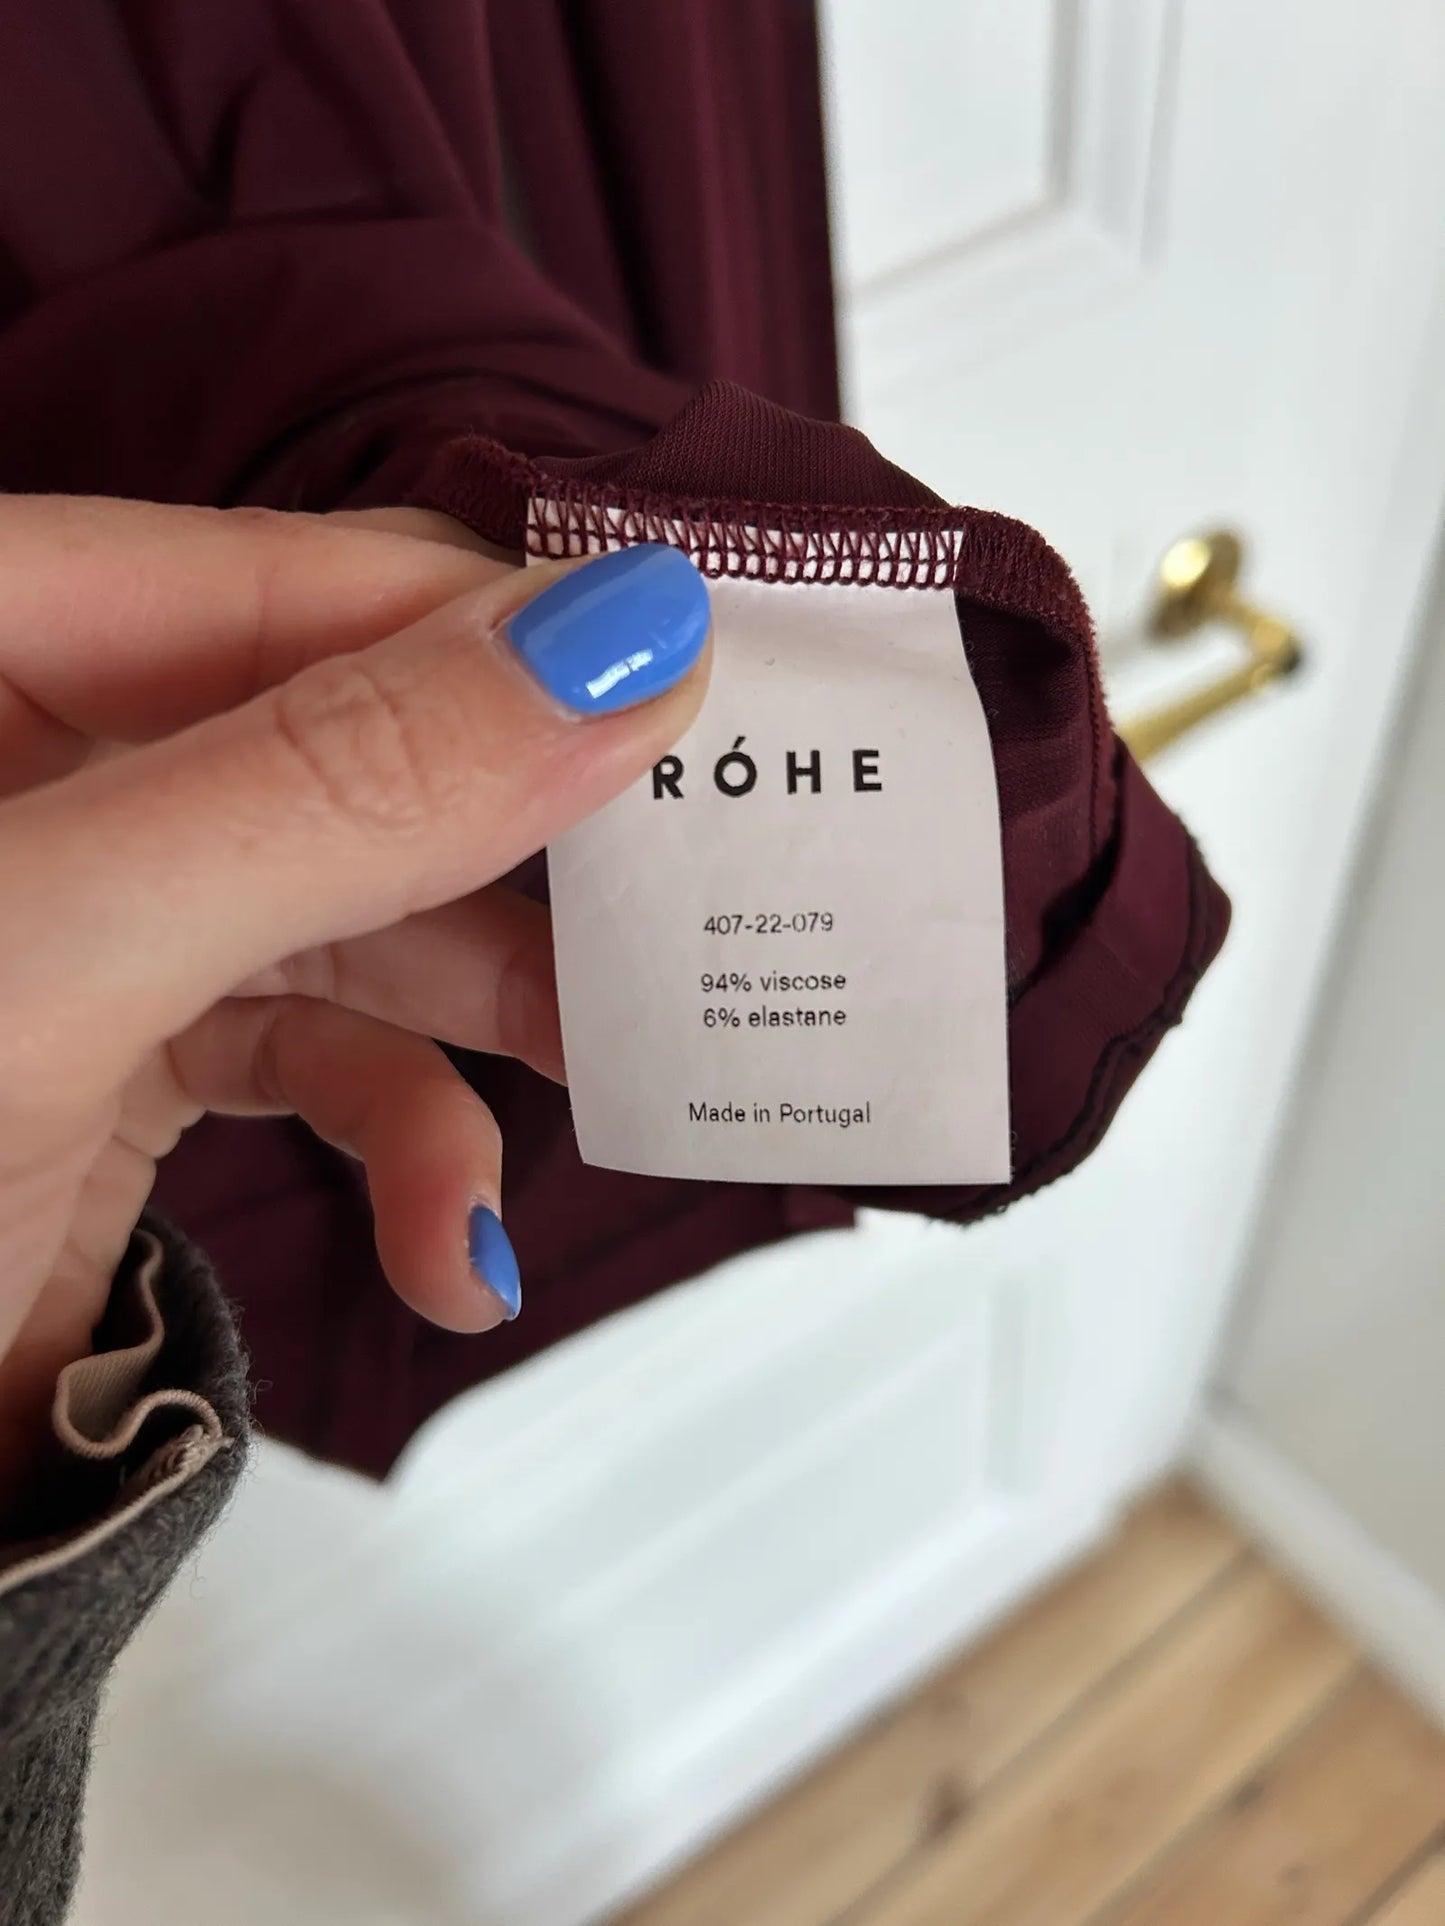 RÓHE
407-22-079
94% viscose
6% elastane
Made in Portugal